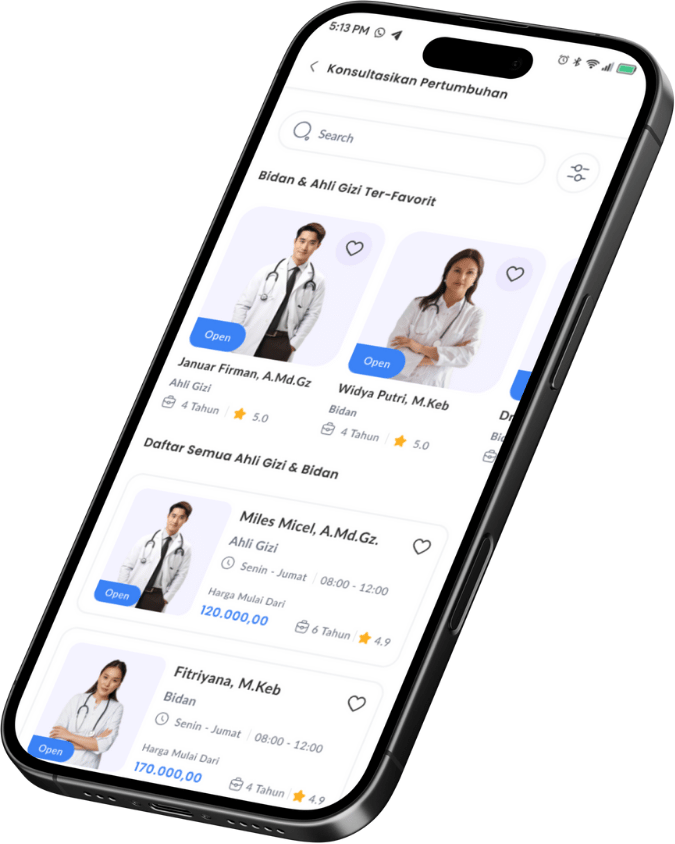 5:13 PM
Konsultasikan Pertumbuhan
Search
Bidan & Ahli Gizi Ter-Favorit
Open
Januar Firman, A.Md.Gz
Ahli Gizi
4 Tahun 5.0
Open
Widya Putri, M.Keb
Bidan
4 Tahun 5.0
Daftar Semua Ahli Gizi & Bidan
Open
Miles Micel, A.Md.Gz.
Ahli Gizi
Senin - Jumat 08:00 - 12:00
Harga Mulai Dari
120.000,00
6 Tahun 4.9
Open
Fitriyana, M.Keb
Bidan
Senin - Jumat 08:00 - 12:00
Harga Mulai Dari
170.000,00
4 Tahun 4.9